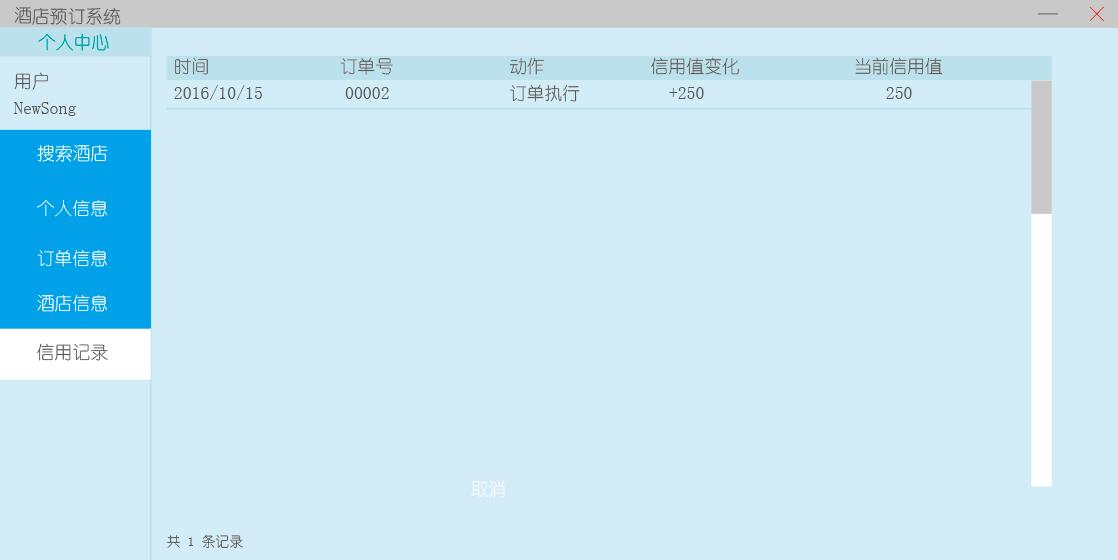 酒店预订系统
个人中心
用户
NewSong
搜索酒店
个人信息
订单信息
酒店信息
信用记录
时间 订单号 动作 信用值变化 当前信用值
2016/10/15 00002 订单执行 +250 250
取消
共 1 条记录